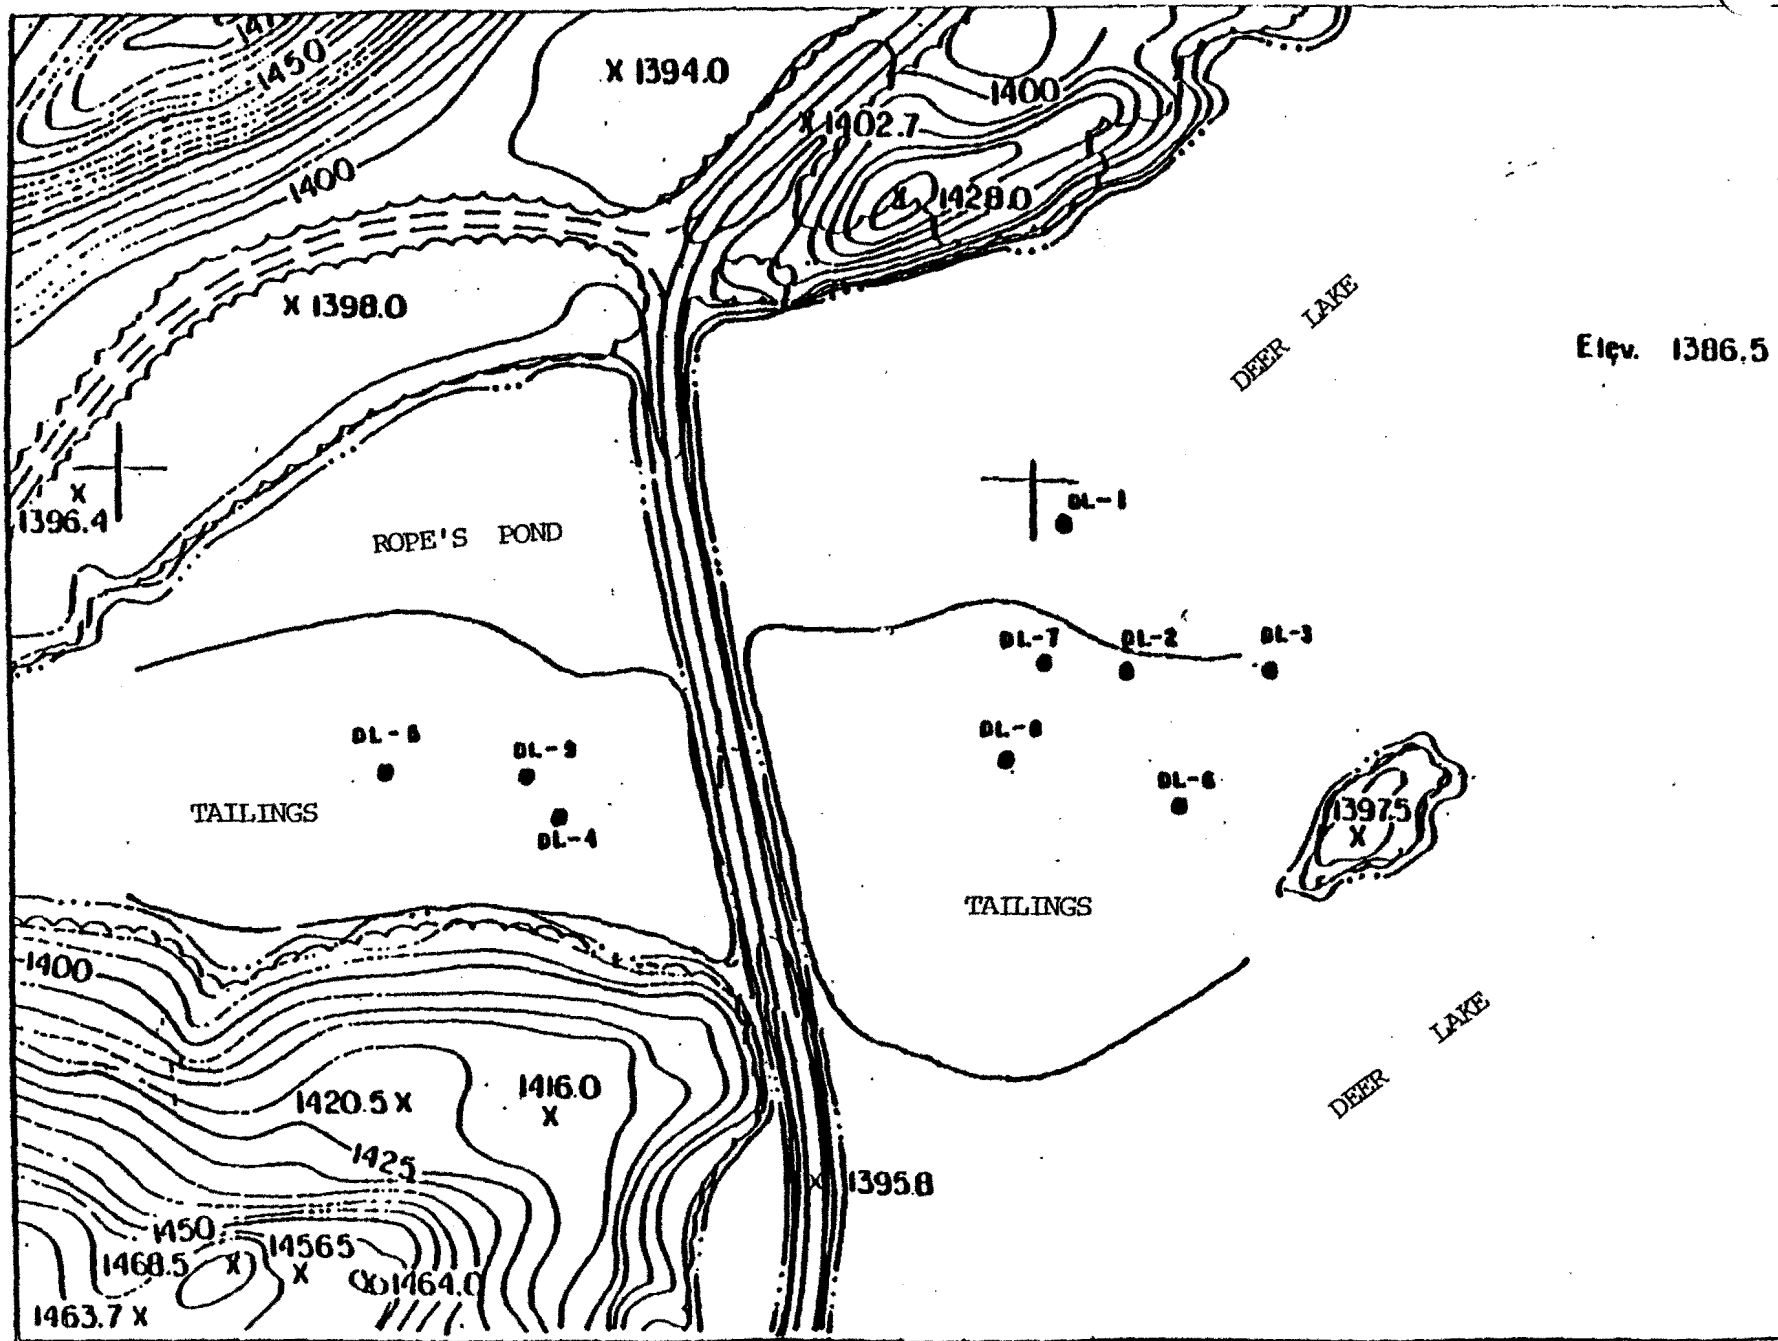 1450
X 1394.0
1400
X 1402.7
1400
X 1428.0
X 1398.0
DEER LAKE
Elev. 1386.5
X
1396.4
DL-1
ROPE'S POND
DL-7
DL-2
DL-3
DL-8
DL-9
DL-6
TAILINGS
DL-4
1397.5
X
TAILINGS
1400
DEER LAKE
1420.5 X
1416.0
X
1425
X 1395.8
1450
1468.5 X
1456.5
X
X 1464.0
1463.7 X